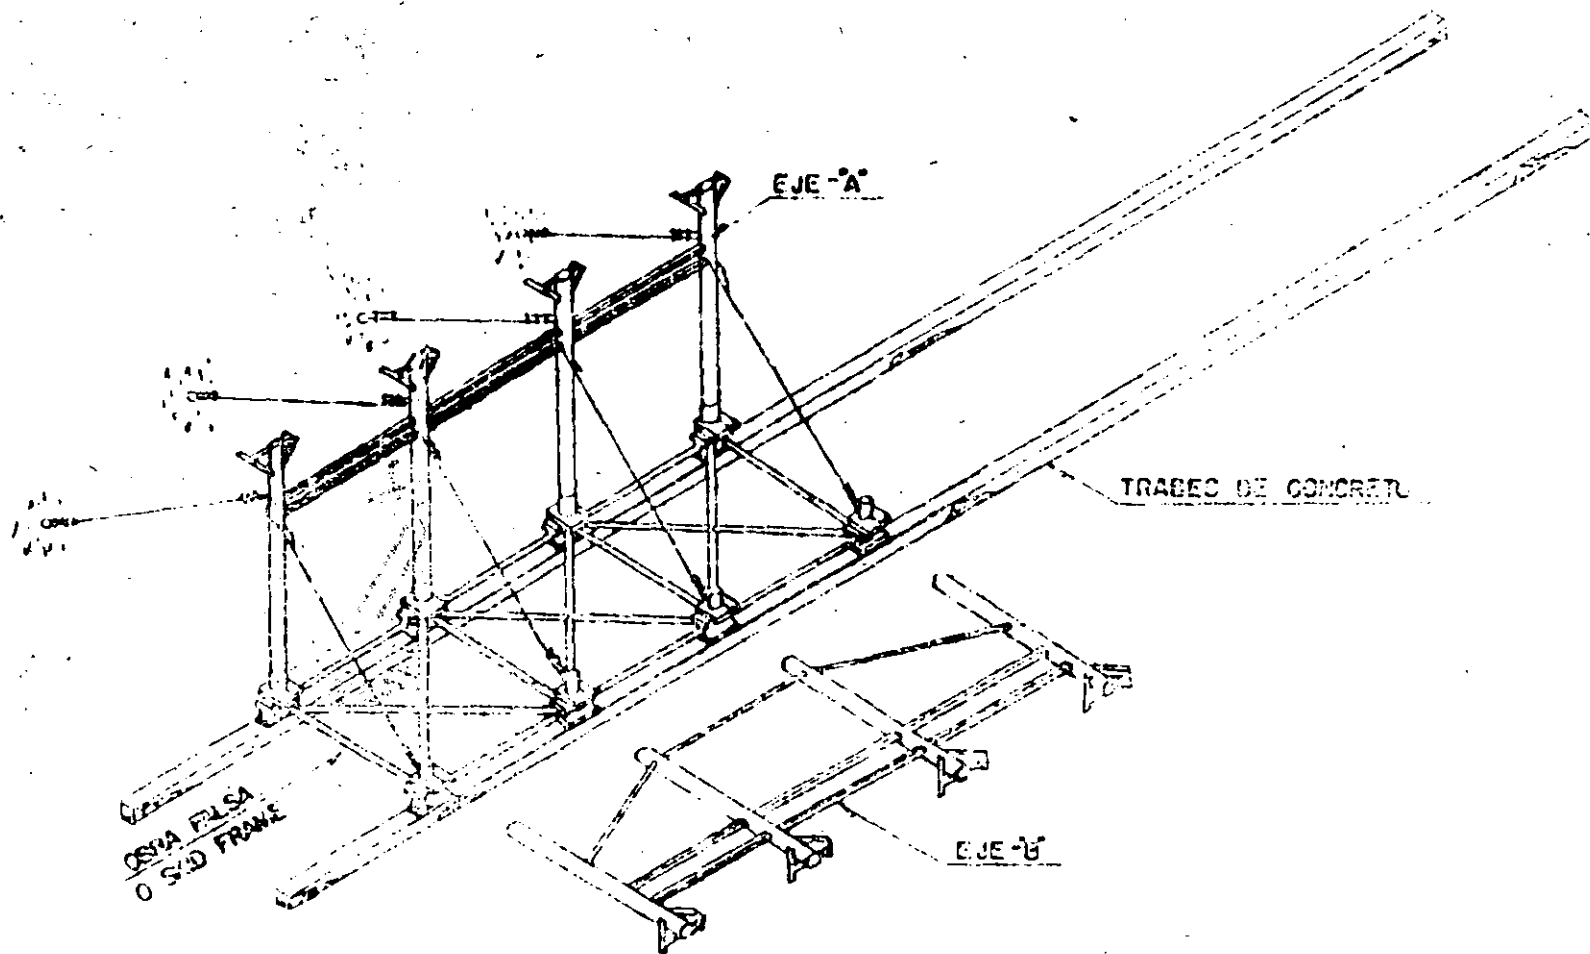 EJE-"A"
TRABES DE CONCRETO
OBRA FALSA
O SKID FRAME
EJE-"B"